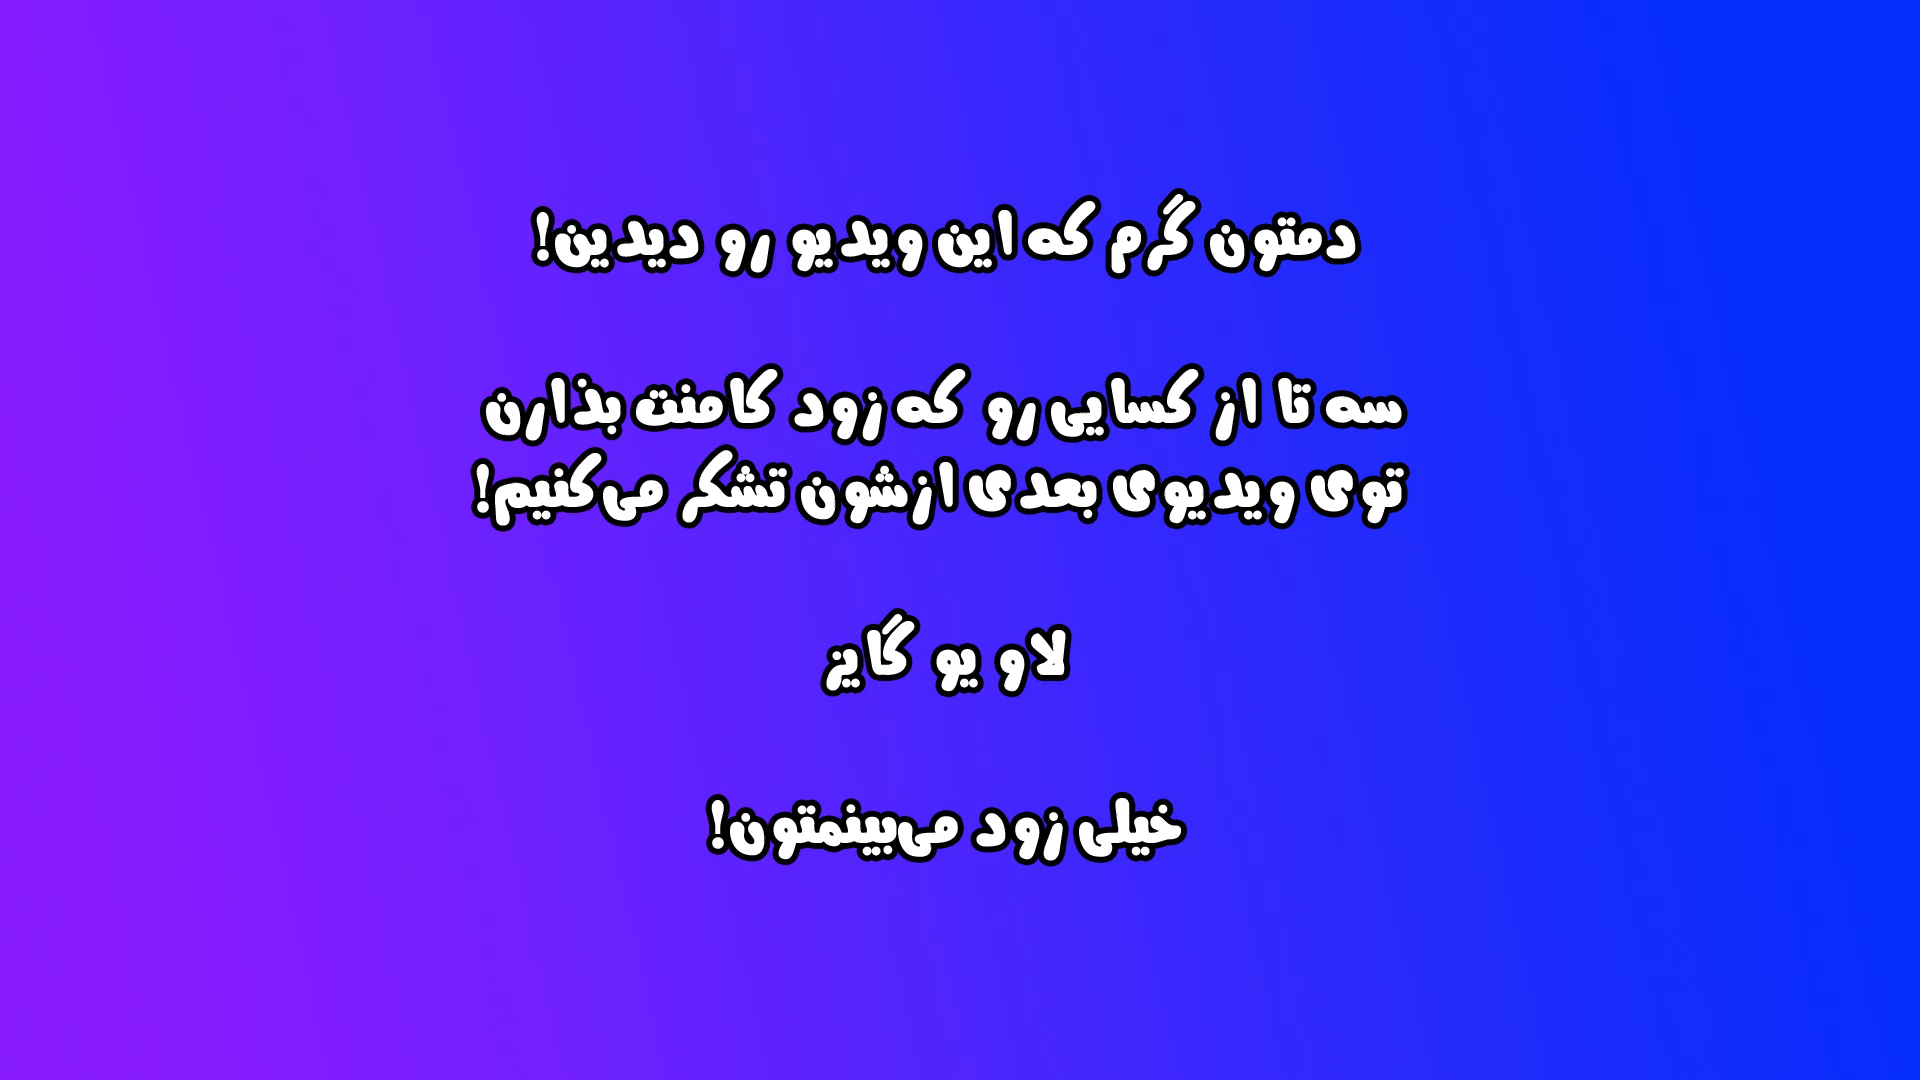 دمتون گرم که این ویدیو رو دیدین!
سه تا از کسایی رو که زود کامنت بذارن
توی ویدیوی بعدی ازشون تشکر می‌کنیم!
لاو یو گایز
خیلی زود می‌بینمتون!